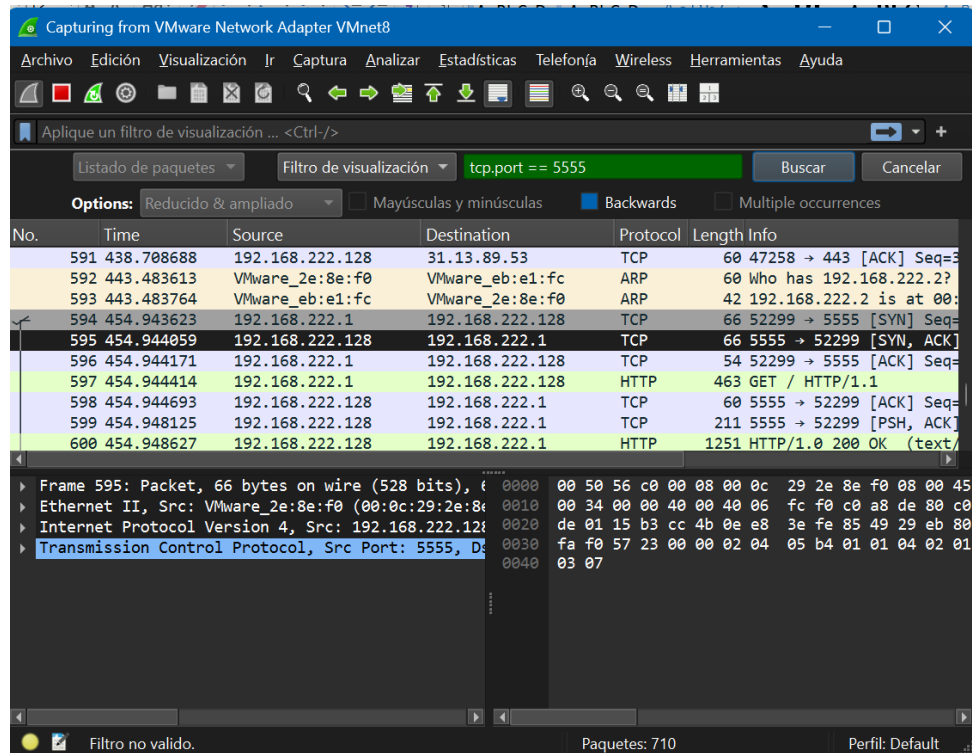 Capturing from VMware Network Adapter VMnet8
Archivo Edición Visualización Ir Captura Analizar Estadísticas Telefonía Wireless Herramientas Ayuda
Aplique un filtro de visualización ... <Ctrl-/>
Listado de paquetes Filtro de visualización tcp.port == 5555 Buscar Cancelar
Options: Reducido & ampliado Mayúsculas y minúsculas Backwards Multiple occurrences
No. Time Source Destination Protocol Length Info
591 438.708688 192.168.222.128 31.13.89.53 TCP 60 47258 → 443 [ACK] Seq=3
592 443.483613 VMware_2e:8e:f0 VMware_eb:e1:fc ARP 60 Who has 192.168.222.2?
593 443.483764 VMware_eb:e1:fc VMware_2e:8e:f0 ARP 42 192.168.222.2 is at 00:
594 454.943623 192.168.222.1 192.168.222.128 TCP 66 52299 → 5555 [SYN] Seq=
595 454.944059 192.168.222.128 192.168.222.1 TCP 66 5555 → 52299 [SYN, ACK]
596 454.944171 192.168.222.1 192.168.222.128 TCP 54 52299 → 5555 [ACK] Seq=
597 454.944414 192.168.222.1 192.168.222.128 HTTP 463 GET / HTTP/1.1
598 454.944693 192.168.222.128 192.168.222.1 TCP 60 5555 → 52299 [ACK] Seq=
599 454.948125 192.168.222.128 192.168.222.1 TCP 211 5555 → 52299 [PSH, ACK]
600 454.948627 192.168.222.128 192.168.222.1 HTTP 1251 HTTP/1.0 200 OK (text/
Frame 595: Packet, 66 bytes on wire (528 bits),
Ethernet II, Src: VMware_2e:8e:f0 (00:0c:29:2e:8e
Internet Protocol Version 4, Src: 192.168.222.128
Transmission Control Protocol, Src Port: 5555, Ds
0000 00 50 56 c0 00 08 00 0c 29 2e 8e f0 08 00 45
0010 00 34 00 00 40 00 40 06 fc f0 c0 a8 de 80 c0
0020 de 01 15 b3 cc 4b 0e e8 3e fe 85 49 29 eb 80
0030 fa f0 57 23 00 00 02 04 05 b4 01 01 04 02 01
0040 03 07
Filtro no valido. Paquetes: 710 Perfil: Default